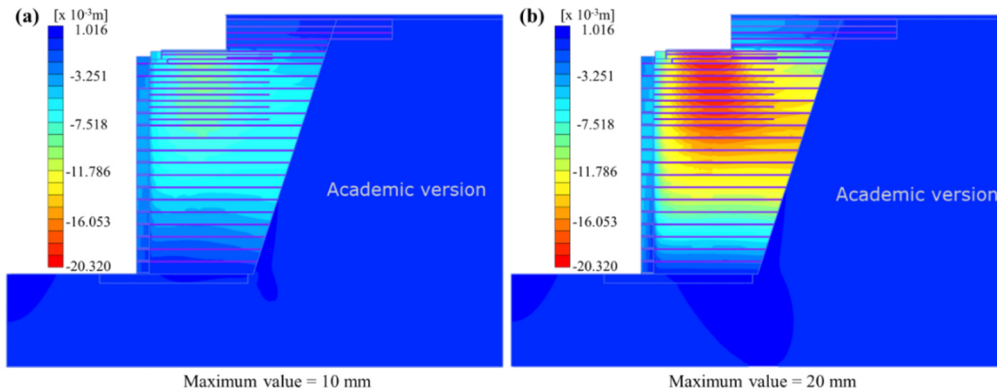 (a)
[x 10⁻³m]
1.016
-3.251
-7.518
-11.786
-16.053
-20.320
Academic version
Maximum value = 10 mm
(b)
[x 10⁻³m]
1.016
-3.251
-7.518
-11.786
-16.053
-20.320
Academic version
Maximum value = 20 mm